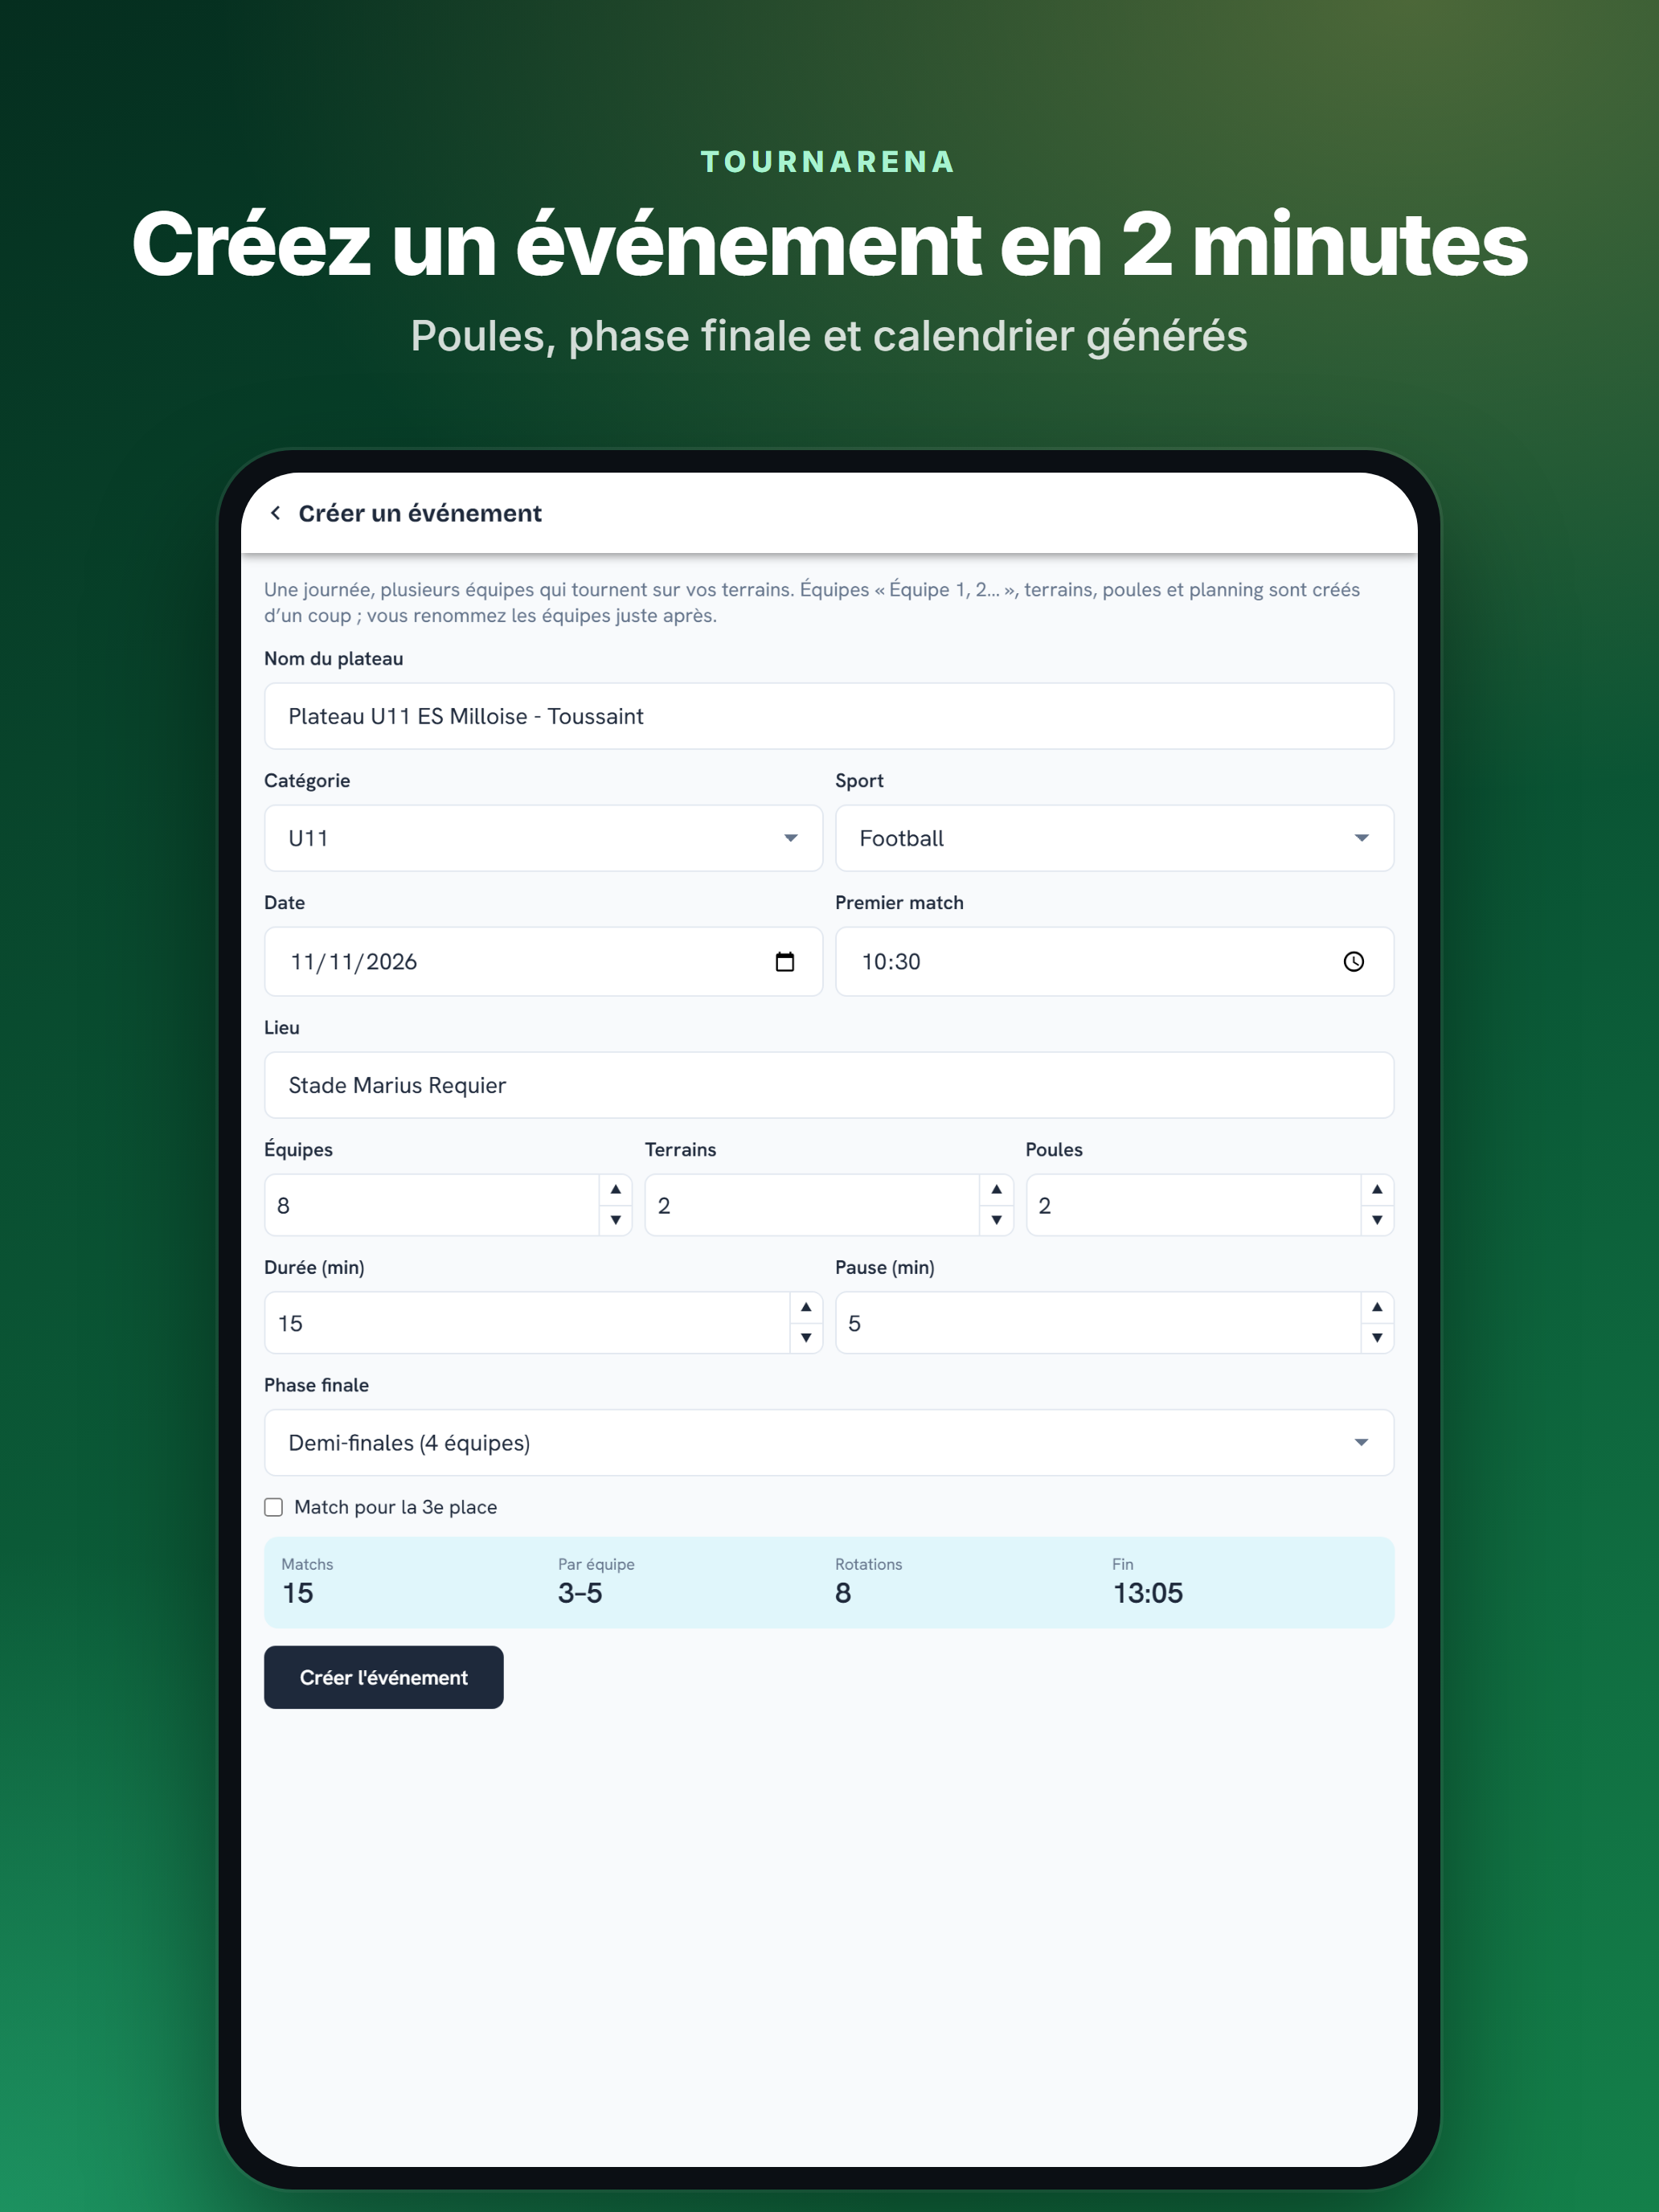 TOURNARENA
Créez un événement en 2 minutes
Poules, phase finale et calendrier générés
Créer un événement
Une journée, plusieurs équipes qui tournent sur vos terrains. Équipes « Équipe 1, 2… », terrains, poules et planning sont créés
d’un coup ; vous renommez les équipes juste après.
Nom du plateau
Plateau U11 ES Milloise - Toussaint
Catégorie Sport
U11 Football
Date Premier match
11/11/2026 10:30
Lieu
Stade Marius Requier
Équipes Terrains Poules
8 2 2
Durée (min) Pause (min)
15 5
Phase finale
Demi-finales (4 équipes)
Match pour la 3e place
Matchs Par équipe Rotations Fin
15 3–5 8 13:05
Créer l'événement